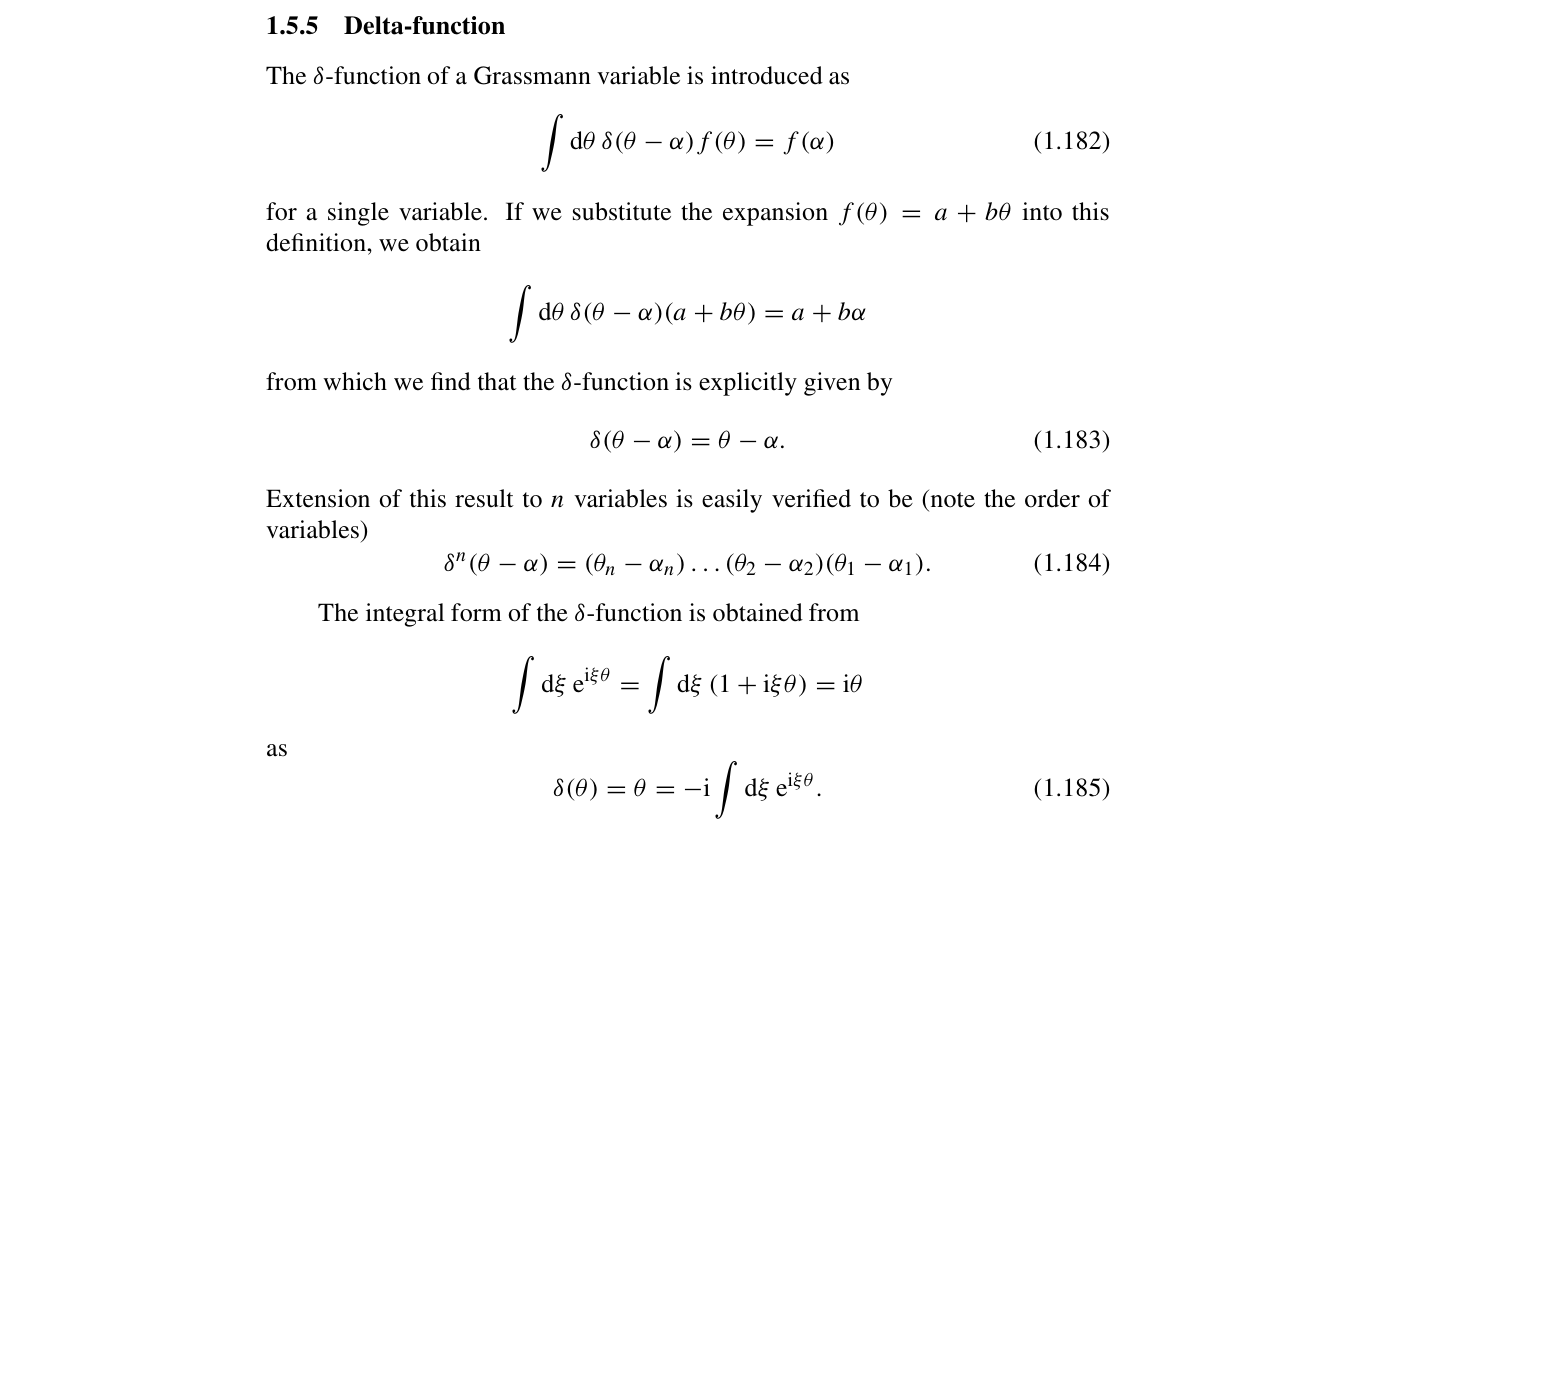 1.5.5 Delta-function
The δ-function of a Grassmann variable is introduced as
∫ dθ δ(θ − α) f(θ) = f(α) (1.182)
for a single variable. If we substitute the expansion f(θ) = a + bθ into this
definition, we obtain
∫ dθ δ(θ − α)(a + bθ) = a + bα
from which we find that the δ-function is explicitly given by
δ(θ − α) = θ − α. (1.183)
Extension of this result to n variables is easily verified to be (note the order of
variables)
δⁿ(θ − α) = (θₙ − αₙ) . . . (θ₂ − α₂)(θ₁ − α₁). (1.184)
The integral form of the δ-function is obtained from
∫ dξ e^{iξθ} = ∫ dξ (1 + iξθ) = iθ
as
δ(θ) = θ = −i ∫ dξ e^{iξθ}. (1.185)